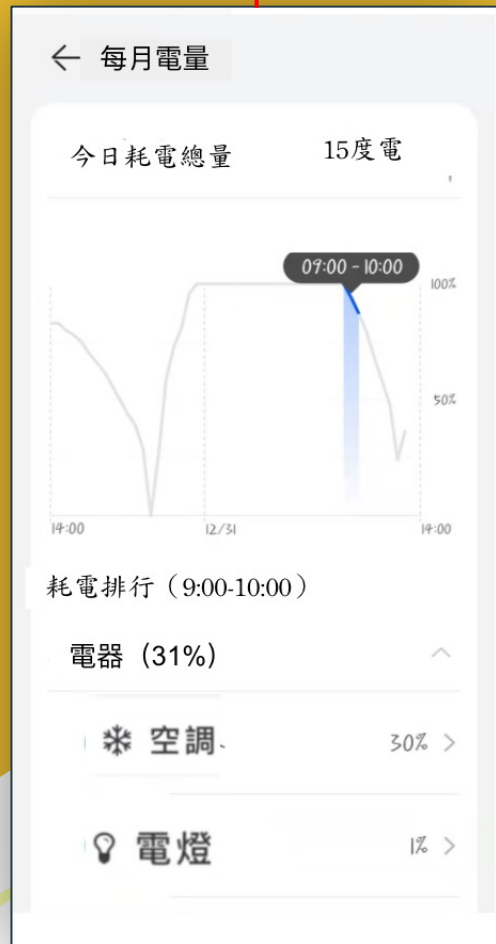 ← 每月電量
今日耗電總量 15度電
09:00 - 10:00
100%
50%
14:00 12/31 14:00
耗電排行（9:00-10:00）
電器（31%）
空調 30% >
電燈 1% >